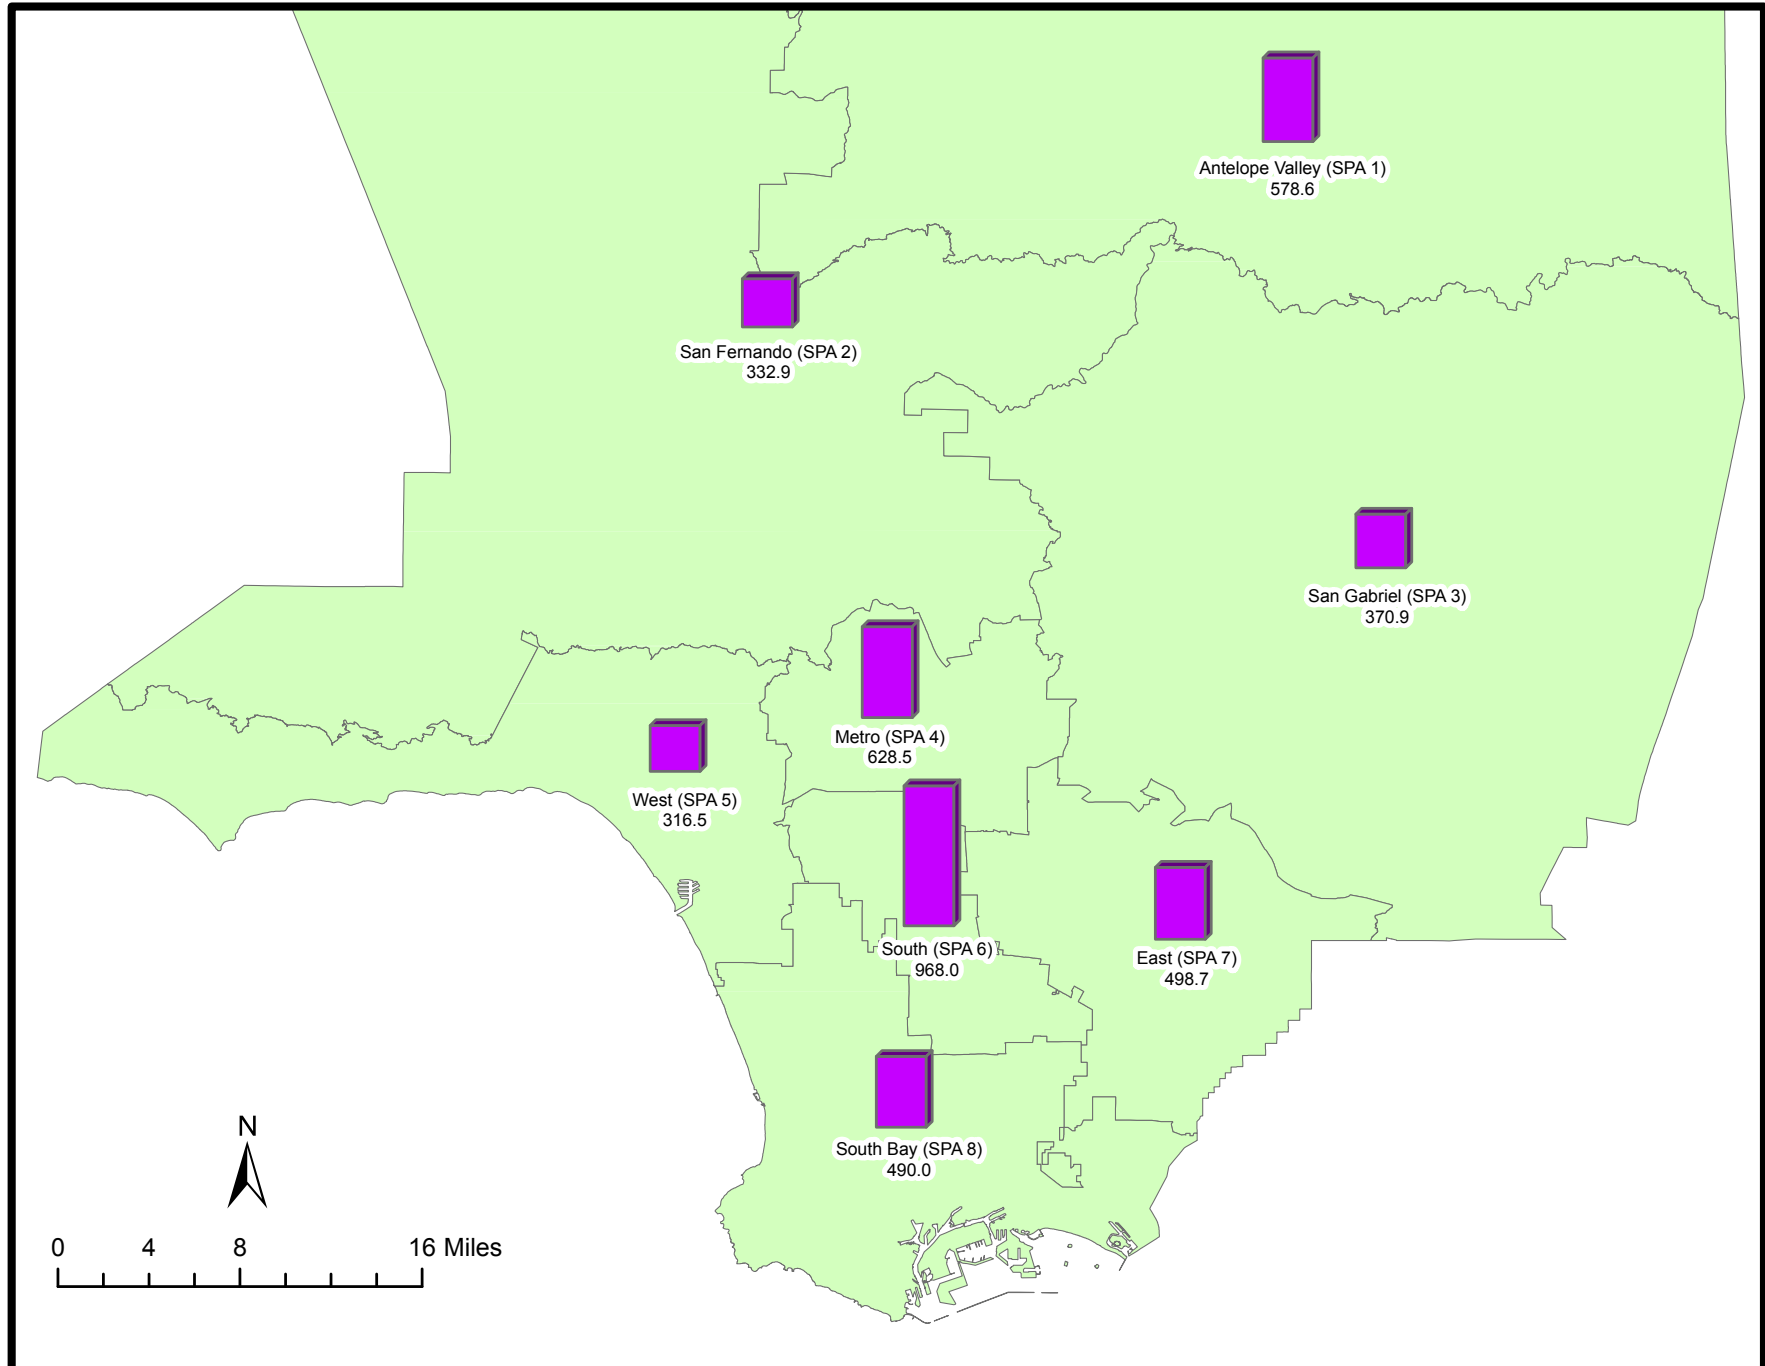 Antelope Valley (SPA 1)
578.6
San Fernando (SPA 2)
332.9
San Gabriel (SPA 3)
370.9
Metro (SPA 4)
628.5
West (SPA 5)
316.5
South (SPA 6)
968.0
East (SPA 7)
498.7
South Bay (SPA 8)
490.0
N
0 4 8 16 Miles